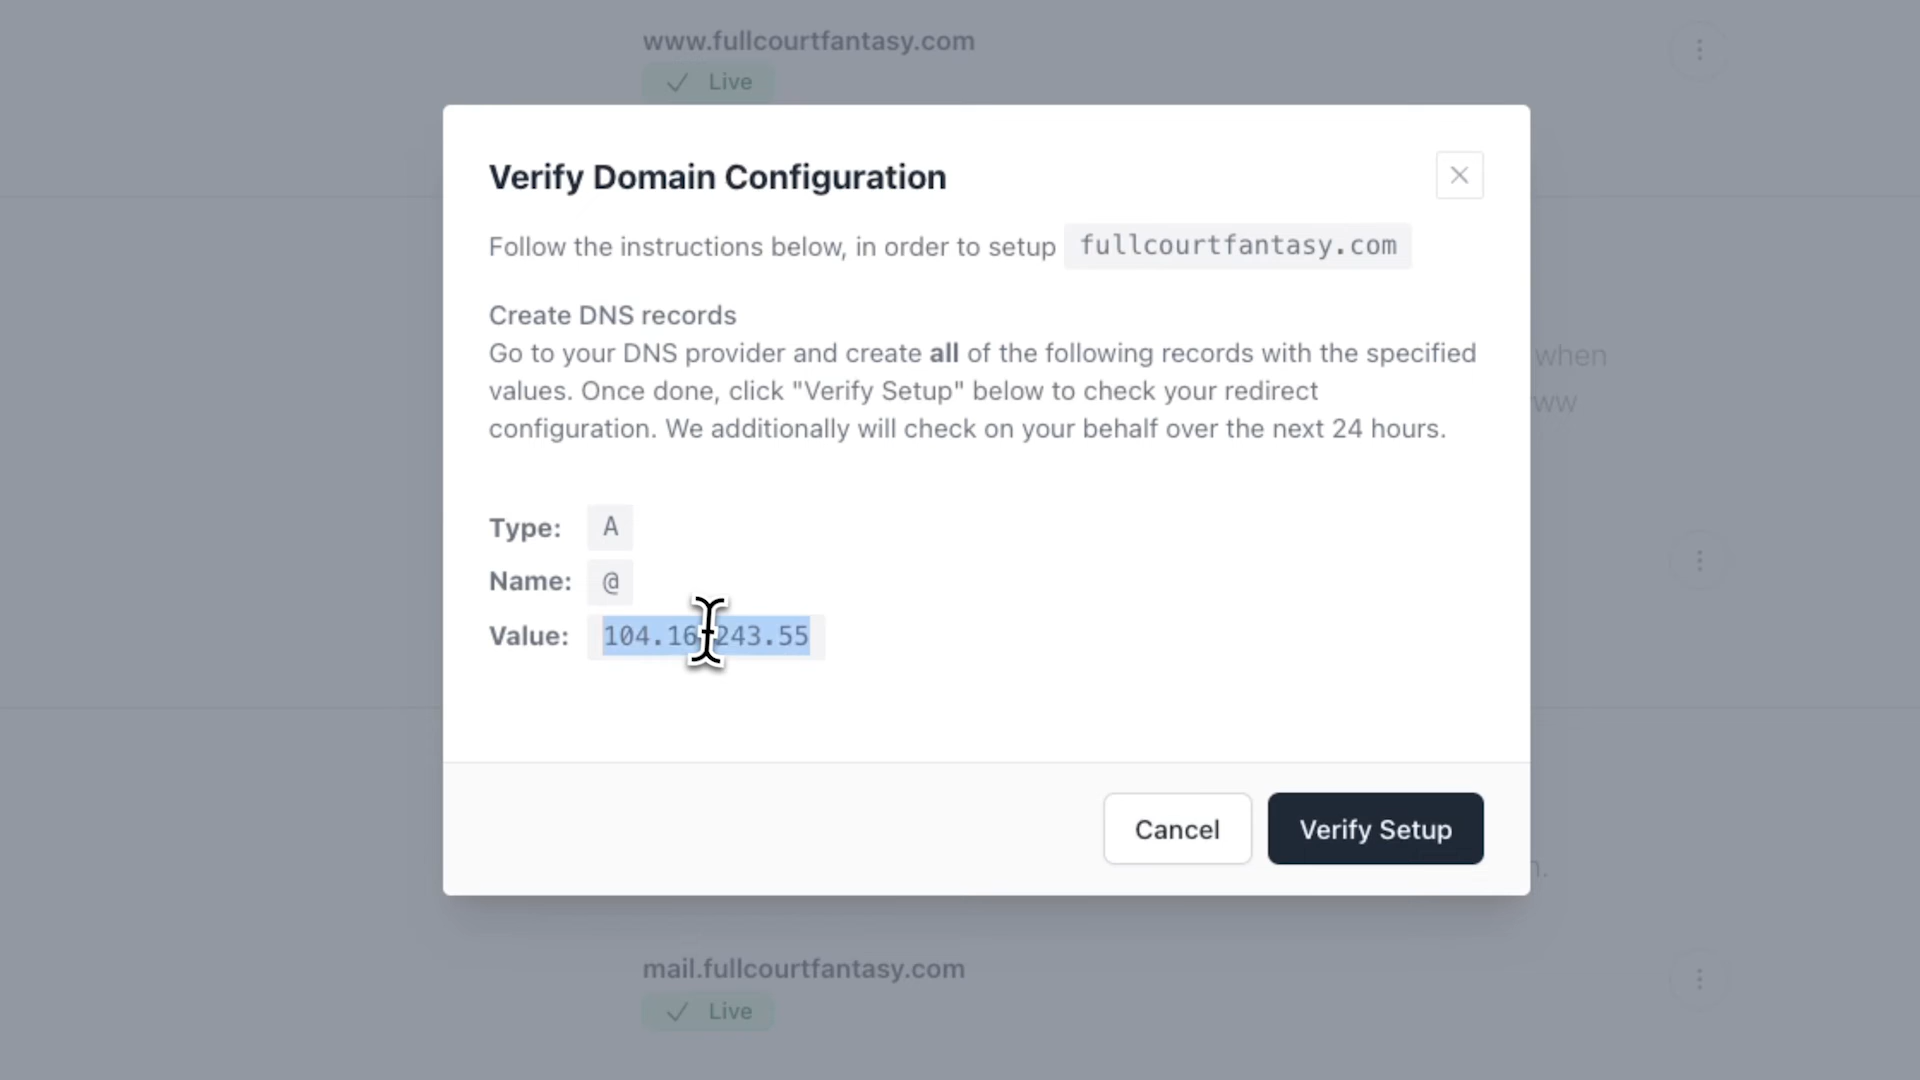 www.fullcourtfantasy.com
Live
Verify Domain Configuration
Follow the instructions below, in order to setup fullcourtfantasy.com
Create DNS records
Go to your DNS provider and create all of the following records with the specified
values. Once done, click "Verify Setup" below to check your redirect
configuration. We additionally will check on your behalf over the next 24 hours.
when
Type: A
Name: @
Value: 104.16.243.55
Cancel
Verify Setup
mail.fullcourtfantasy.com
Live